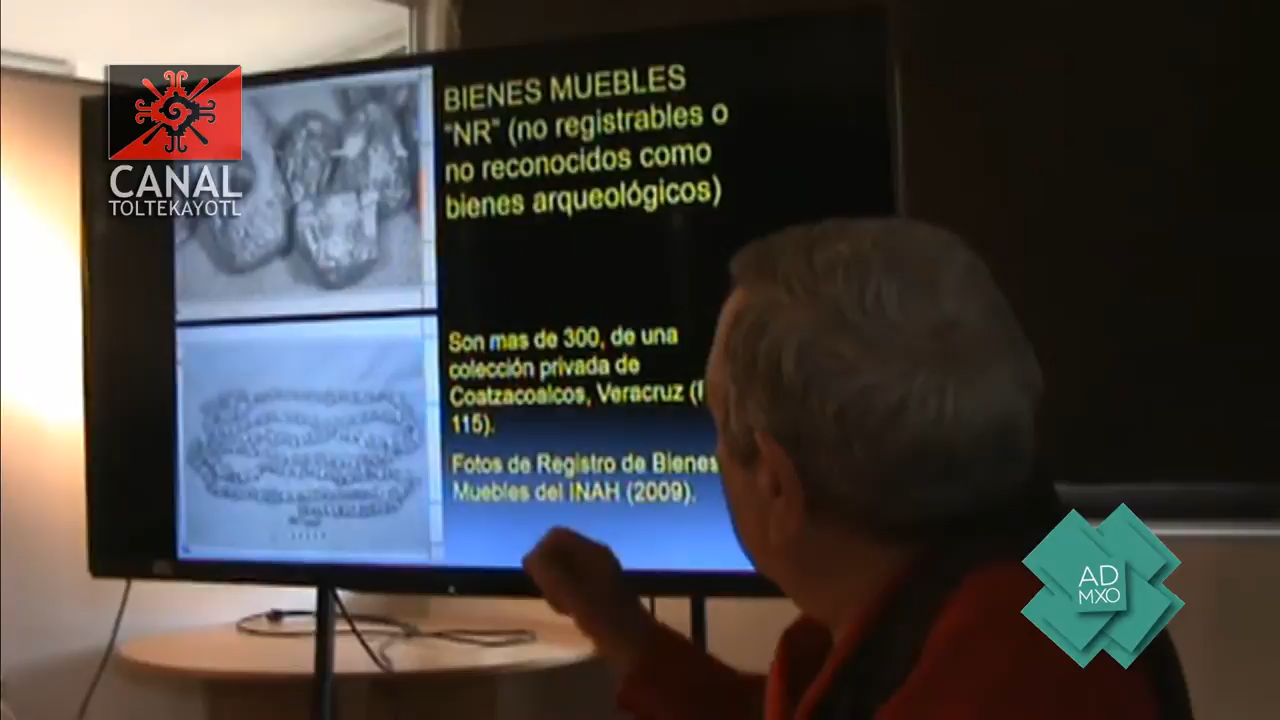 CANAL
TOLTEKAYOTL
BIENES MUEBLES
"NR" (no registrables o
no reconocidos como
bienes arqueológicos)
Son mas de 300, de una
colección privada de
Coatzacoalcos, Veracruz (
115).
Fotos de Registro de Bienes
Muebles del INAH (2009).
AD
MXO